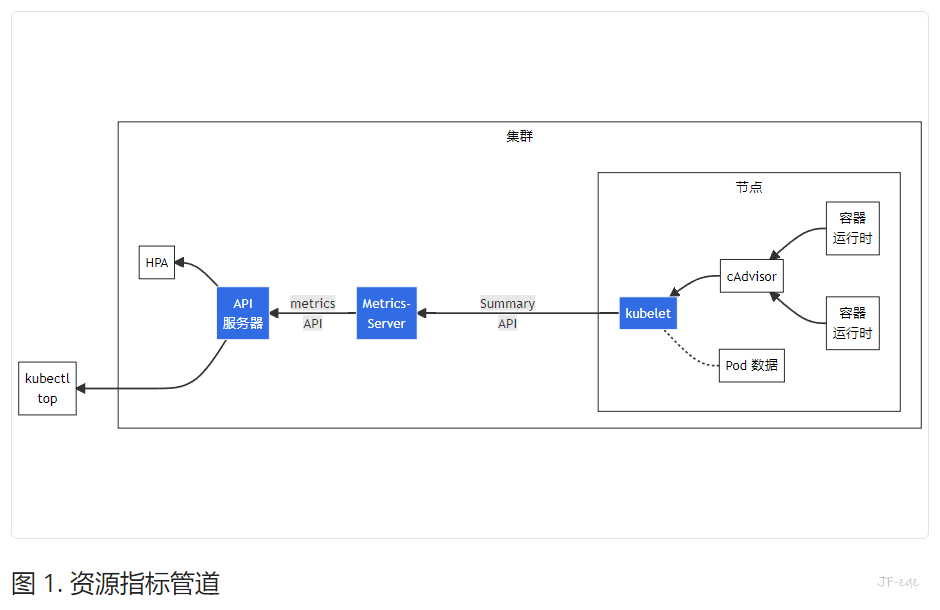 集群
节点
容器
运行时
HPA
cAdvisor
API
服务器
metrics
API
Metrics-
Server
Summary
API
kubelet
容器
运行时
Pod 数据
kubectl
top
图 1. 资源指标管道